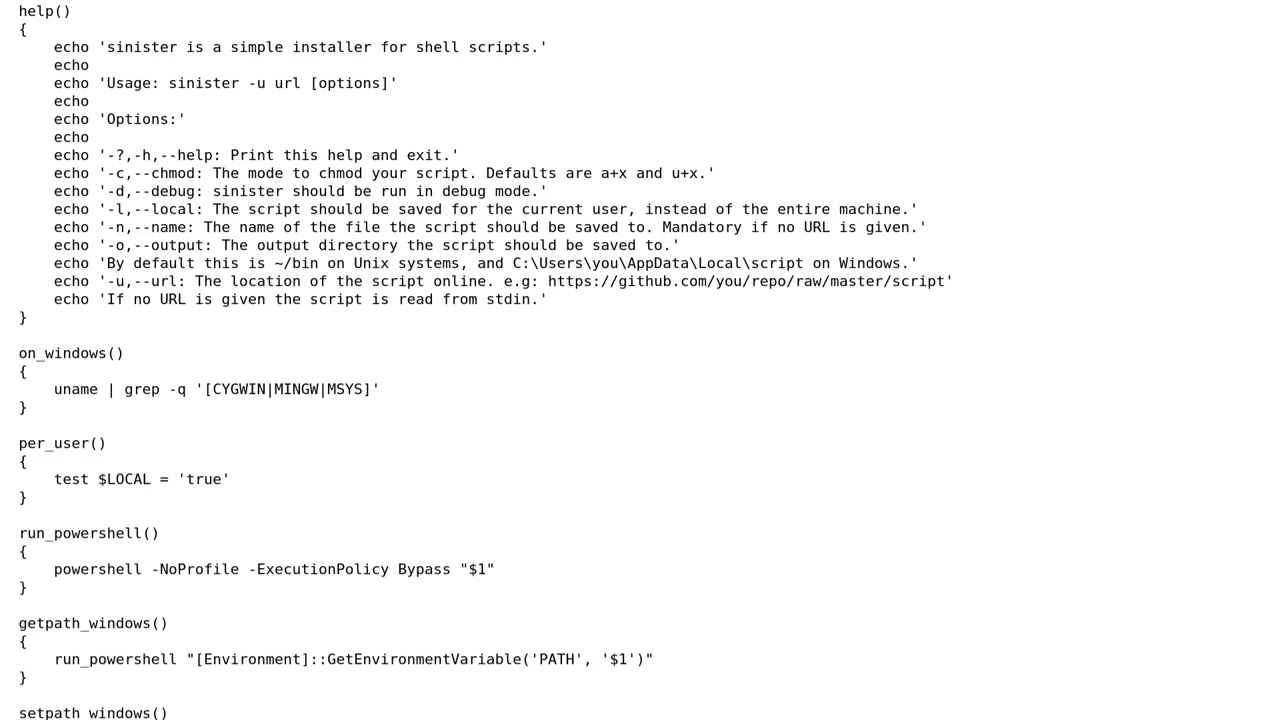 help()
{
    echo 'sinister is a simple installer for shell scripts.'
    echo
    echo 'Usage: sinister -u url [options]'
    echo
    echo 'Options:'
    echo
    echo '-?,-h,--help: Print this help and exit.'
    echo '-c,--chmod: The mode to chmod your script. Defaults are a+x and u+x.'
    echo '-d,--debug: sinister should be run in debug mode.'
    echo '-l,--local: The script should be saved for the current user, instead of the entire machine.'
    echo '-n,--name: The name of the file the script should be saved to. Mandatory if no URL is given.'
    echo '-o,--output: The output directory the script should be saved to.'
    echo 'By default this is ~/bin on Unix systems, and C:\Users\you\AppData\Local\script on Windows.'
    echo '-u,--url: The location of the script online. e.g: https://github.com/you/repo/raw/master/script'
    echo 'If no URL is given the script is read from stdin.'
}

on_windows()
{
    uname | grep -q '[CYGWIN|MINGW|MSYS]'
}

per_user()
{
    test $LOCAL = 'true'
}

run_powershell()
{
    powershell -NoProfile -ExecutionPolicy Bypass "$1"
}

getpath_windows()
{
    run_powershell "[Environment]::GetEnvironmentVariable('PATH', '$1')"
}

setpath_windows()